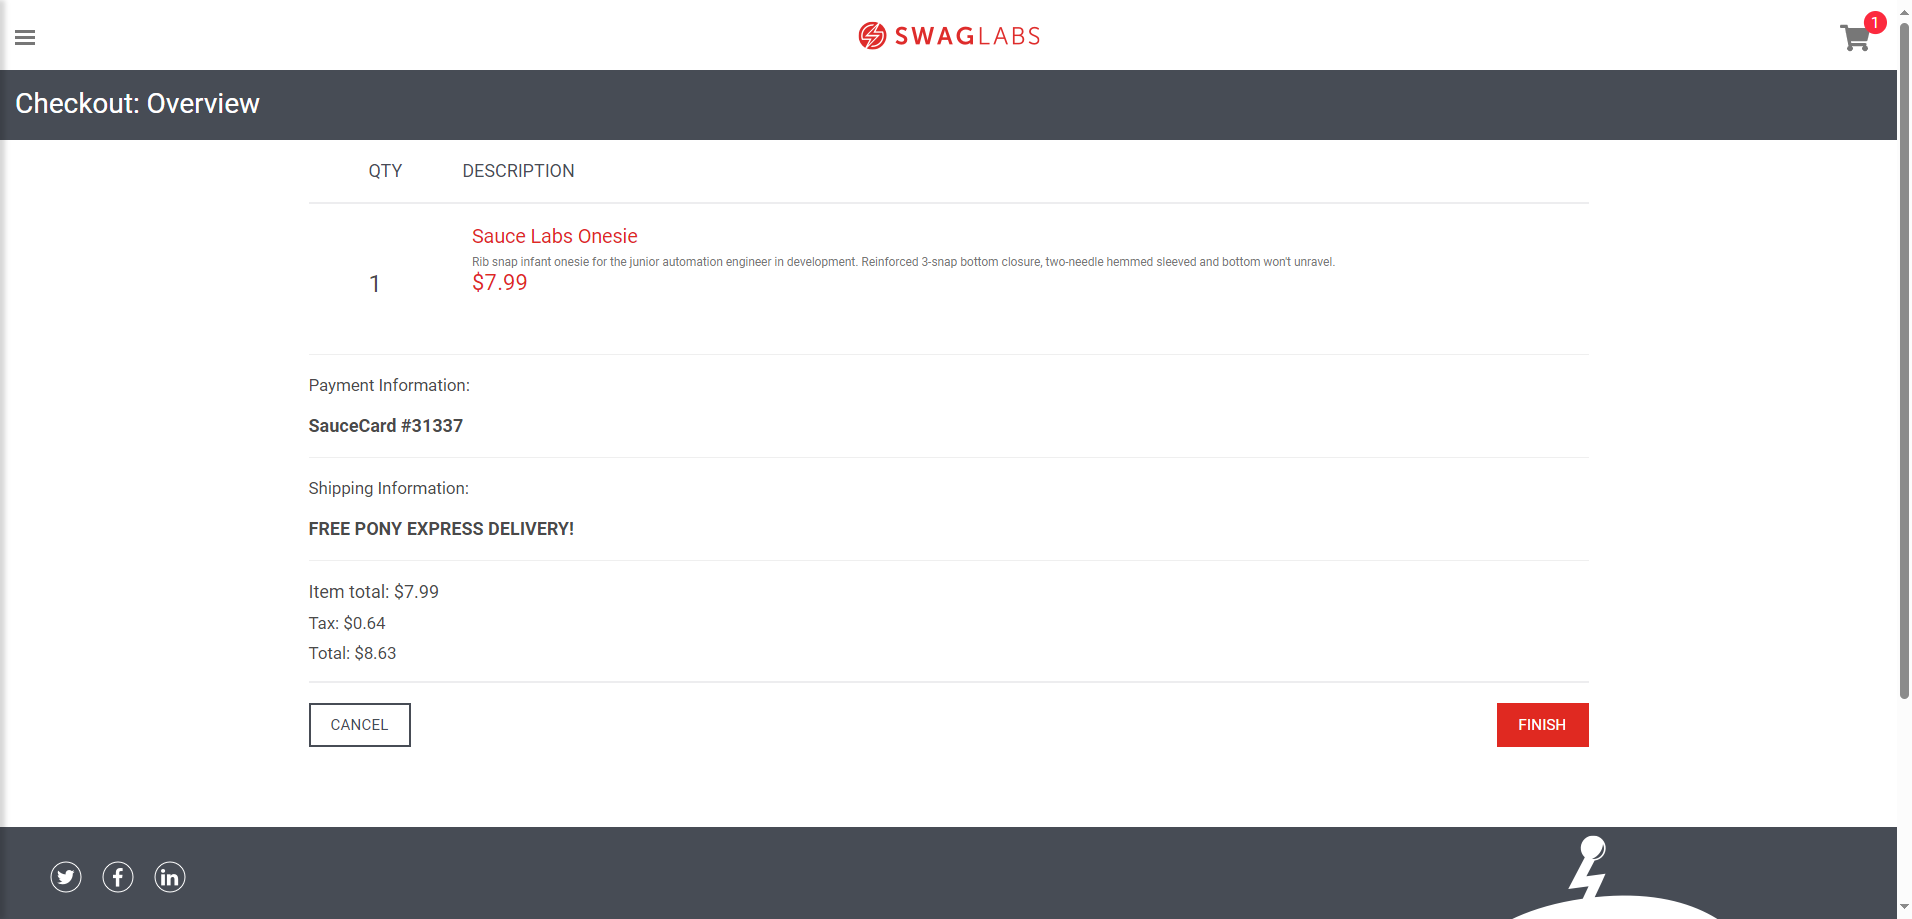 SWAGLABS
1
Checkout: Overview
QTY DESCRIPTION
Sauce Labs Onesie
Rib snap infant onesie for the junior automation engineer in development. Reinforced 3-snap bottom closure, two-needle hemmed sleeved and bottom won't unravel.
1 $7.99
Payment Information:
SauceCard #31337
Shipping Information:
FREE PONY EXPRESS DELIVERY!
Item total: $7.99
Tax: $0.64
Total: $8.63
CANCEL FINISH